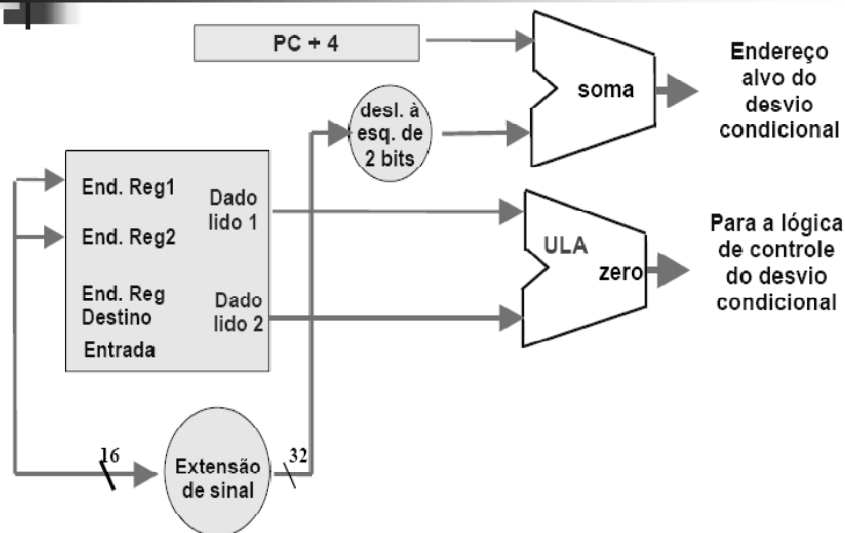 PC + 4
soma
Endereço
alvo do
desvio
condicional
desl. à
esq. de
2 bits
End. Reg1
Dado
lido 1
End. Reg2
End. Reg
Destino
Dado
lido 2
Entrada
ULA
zero
Para a lógica
de controle
do desvio
condicional
16
Extensão
de sinal
32